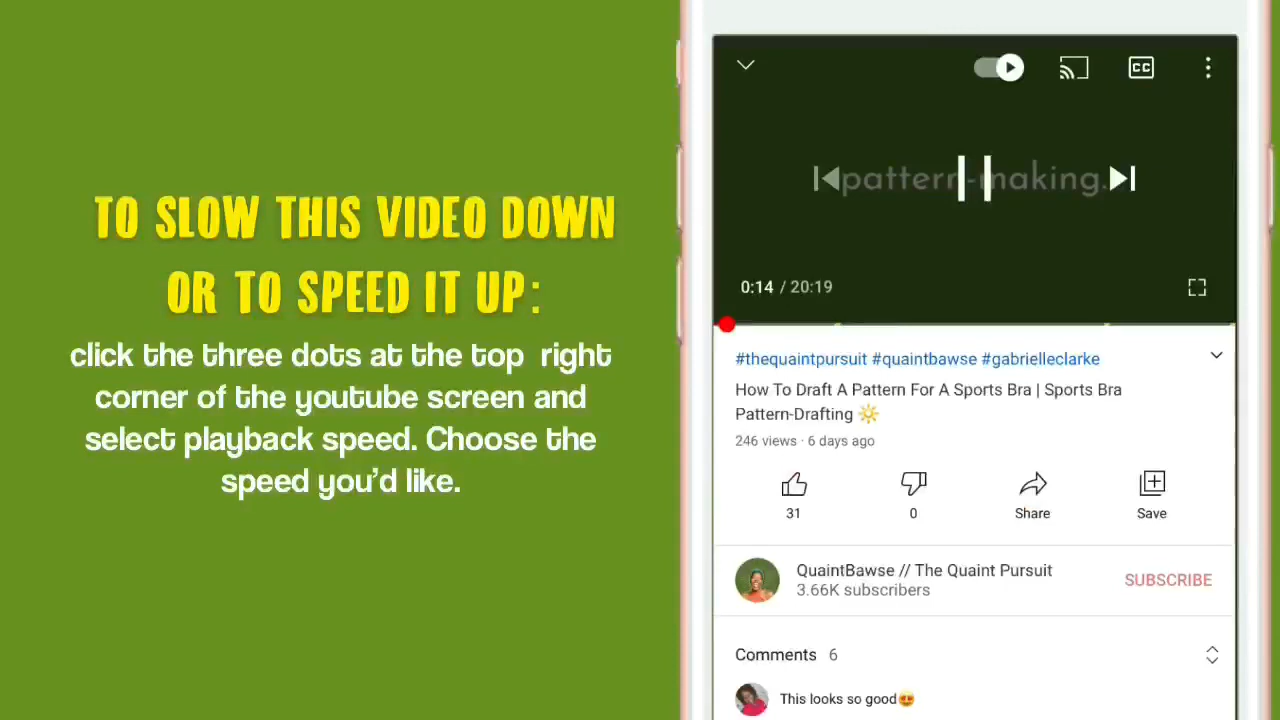 TO SLOW THIS VIDEO DOWN
OR TO SPEED IT UP:
click the three dots at the top right
corner of the youtube screen and
select playback speed. Choose the
speed you'd like.
CC
pattern-making.
0:14 / 20:19
#thequaintpursuit #quaintbawse #gabrielleclarke
How To Draft A Pattern For A Sports Bra | Sports Bra
Pattern-Drafting 🔆
246 views · 6 days ago
31
0
Share
Save
QuaintBawse // The Quaint Pursuit
3.66K subscribers
SUBSCRIBE
Comments 6
This looks so good😍